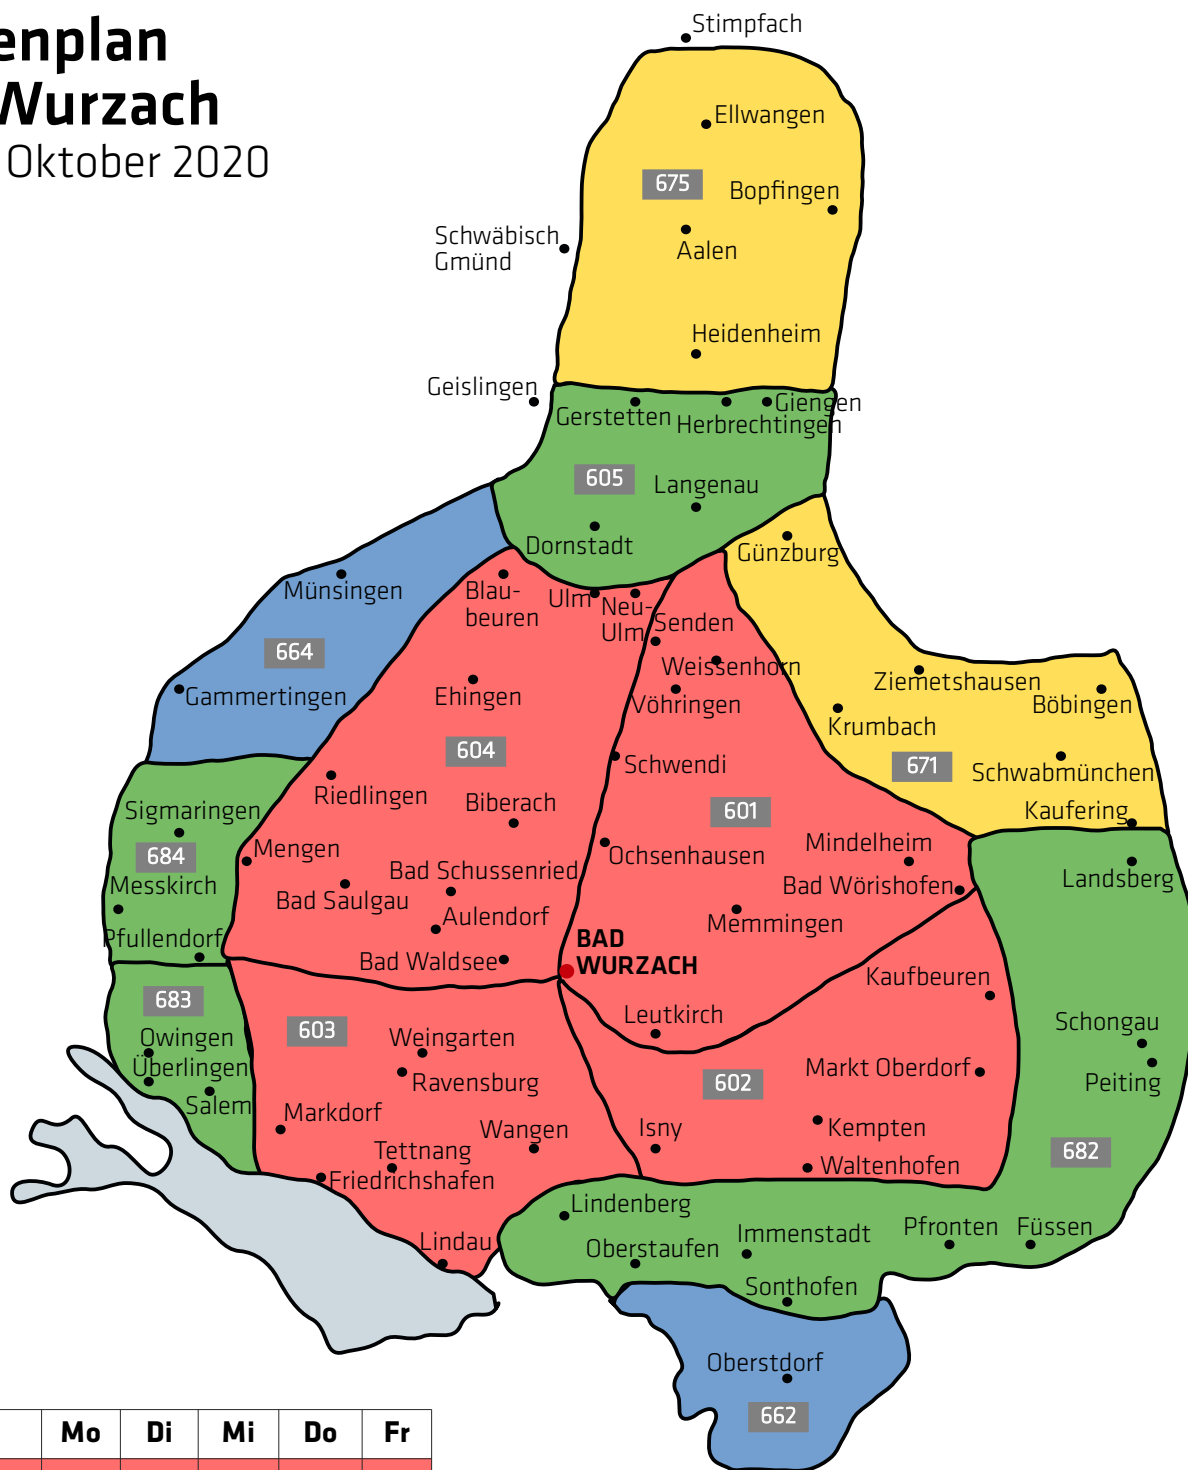 enplan
Wurzach
Oktober 2020
Stimpfach
Ellwangen
675
Bopfingen
Schwäbisch
Gmünd
Aalen
Heidenheim
Geislingen
Gerstetten
Giengen
Herbrechtingen
605
Langenau
Dornstadt
Günzburg
Münsingen
Blau-
beuren
Ulm
Neu-
Ulm
Senden
664
Weissenhorn
Gammertingen
Ehingen
Vöhringen
Ziemetshausen
Böbingen
Krumbach
604
Schwendi
671
Schwabmünchen
Riedlingen
Biberach
601
Kaufering
Sigmaringen
684
Mengen
Ochsenhausen
Mindelheim
Messkirch
Bad Schussenried
Bad Saulgau
Bad Wörishofen
Landsberg
Aulendorf
Memmingen
Pfullendorf
Bad Waldsee
BAD
WURZACH
Kaufbeuren
683
603
Leutkirch
Schongau
Owingen
Weingarten
Überlingen
Ravensburg
602
Markt Oberdorf
Peiting
Salem
Markdorf
Wangen
Isny
Kempten
Tettnang
Friedrichshafen
Waltenhofen
682
Lindenberg
Lindau
Oberstaufen
Immenstadt
Pfronten
Füssen
Sonthofen
Oberstdorf
662
Mo Di Mi Do Fr